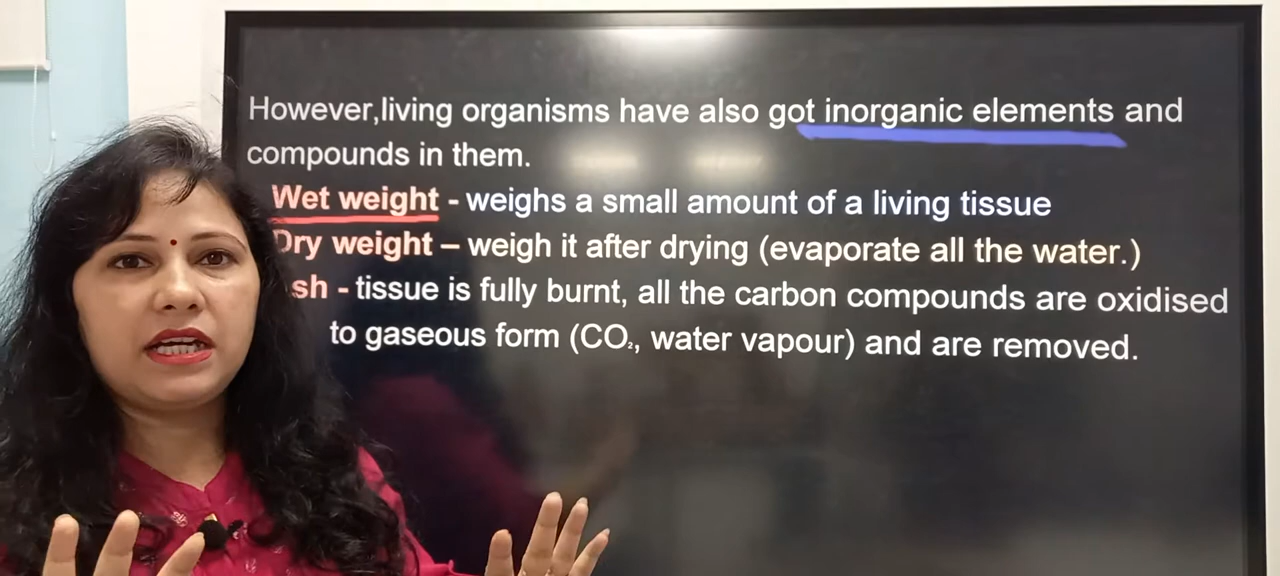 However,living organisms have also got inorganic elements and
compounds in them.
Wet weight - weighs a small amount of a living tissue
Dry weight – weigh it after drying (evaporate all the water.)
sh - tissue is fully burnt, all the carbon compounds are oxidised
to gaseous form (CO₂, water vapour) and are removed.